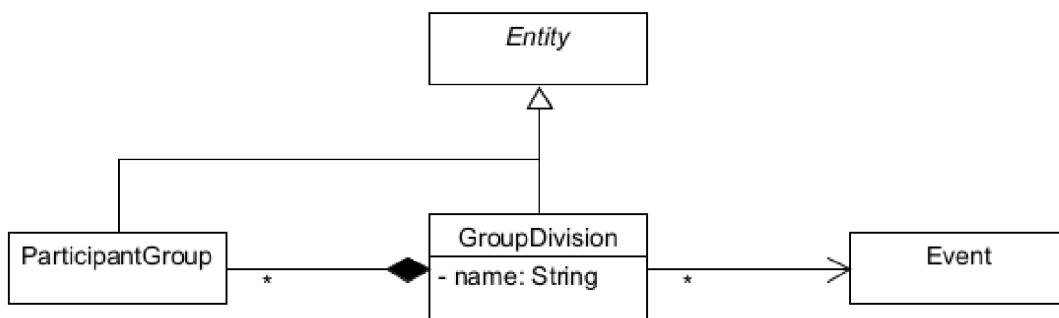 Entity
GroupDivision
ParticipantGroup
Event
- name: String
*
*